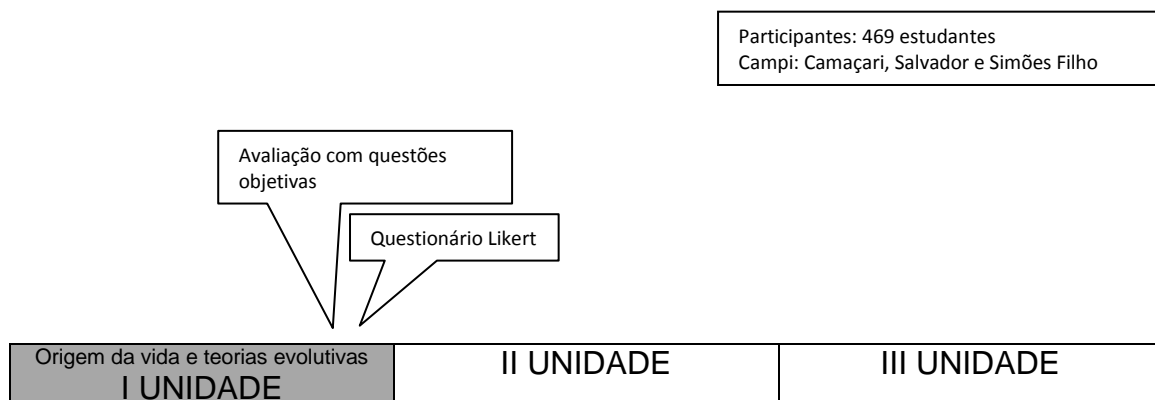 Participantes: 469 estudantes
Campi: Camaçari, Salvador e Simões Filho
Avaliação com questões
objetivas
Questionário Likert
Origem da vida e teorias evolutivas
I UNIDADE
II UNIDADE
III UNIDADE